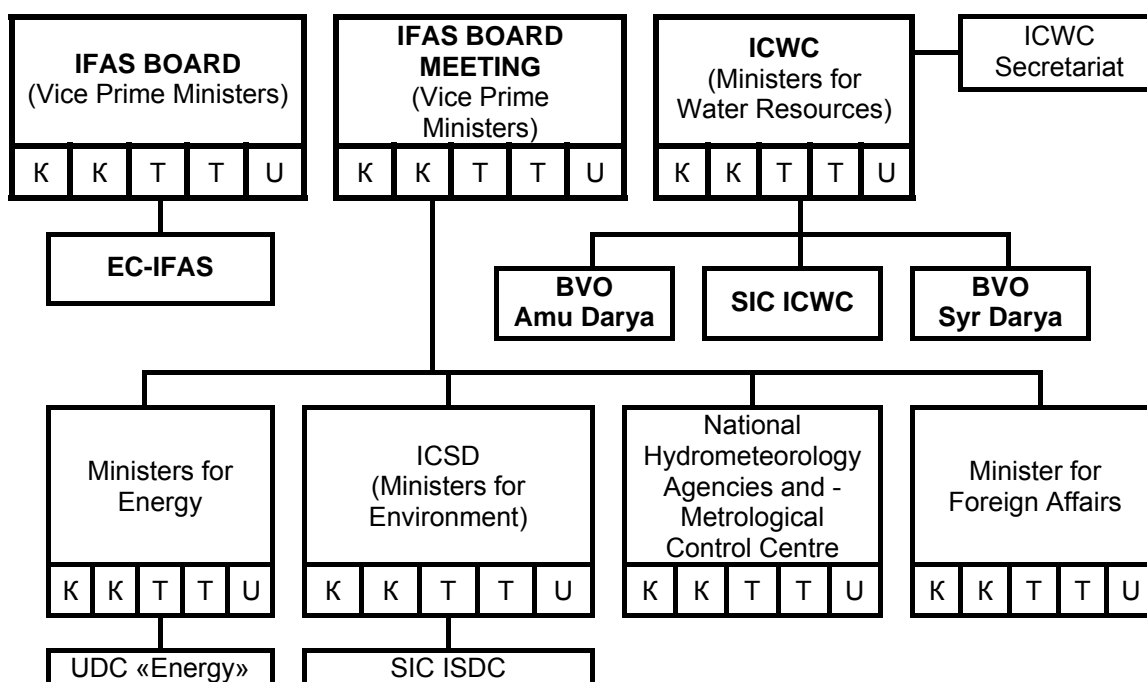 IFAS BOARD
(Vice Prime Ministers)
K K T T U
EC-IFAS
IFAS BOARD
MEETING
(Vice Prime
Ministers)
K K T T U
ICWC
(Ministers for
Water Resources)
K K T T U
ICWC
Secretariat
BVO
Amu Darya
SIC ICWC
BVO
Syr Darya
Ministers for
Energy
K K T T U
UDC «Energy»
ICSD
(Ministers for
Environment)
K K T T U
SIC ISDC
National
Hydrometeorology
Agencies and -
Metrological
Control Centre
K K T T U
Minister for
Foreign Affairs
K K T T U